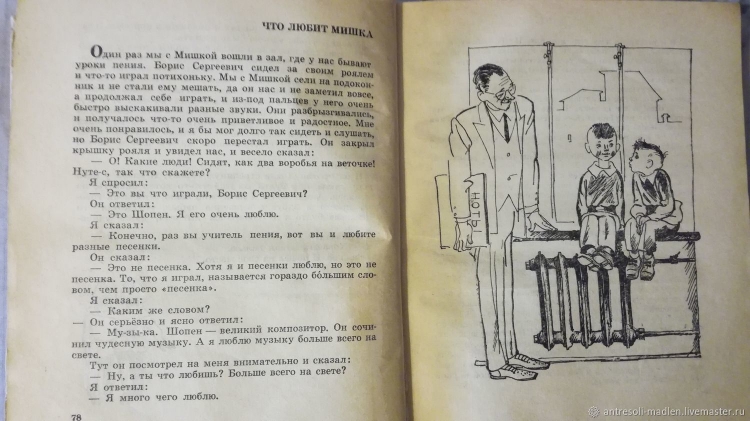 ЧТО ЛЮБИТ МИШКА
Один раз мы с Мишкой вошли в зал, где у нас бывают
уроки пения. Борис Сергеевич сидел за своим роялем
и что-то играл потихоньку. Мы с Мишкой сели на подокон-
ник и не стали ему мешать, да он нас и не заметил вовсе,
а продолжал себе играть, и из-под пальцев у него очень
быстро выскакивали разные звуки. Они разбрызгивались,
и получалось что-то очень приветливое и радостное. Мне
очень понравилось, и я бы мог долго так сидеть и слушать,
но Борис Сергеевич скоро перестал играть. Он закрыл
крышку рояля и увидел нас, и весело сказал:
— О! Какие люди! Сидят, как два воробья на веточке!
Ну-те-с, так что скажете?
Я спросил:
— Это вы что играли, Борис Сергеевич?
Он ответил:
— Это Шопен. Я его очень люблю.
Я сказал:
— Конечно, раз вы учитель пения, вот вы и любите
разные песенки.
Он сказал:
— Это не песенка. Хотя я и песенки люблю, но это не
песенка. То, что я играл, называется гораздо бо́льшим сло-
вом, чем просто «песенка».
Я сказал:
— Каким же словом?
— Он серьёзно и ясно ответил:
— Му-зы-ка. Шопен — великий композитор. Он сочи-
нил чудесную музыку. А я люблю музыку больше всего на
свете.
Тут он посмотрел на меня внимательно и сказал:
— Ну, а ты что любишь? Больше всего на свете?
Я ответил:
— Я много чего люблю.
78
НОТЫ
antresoli-madlen.livemaster.ru